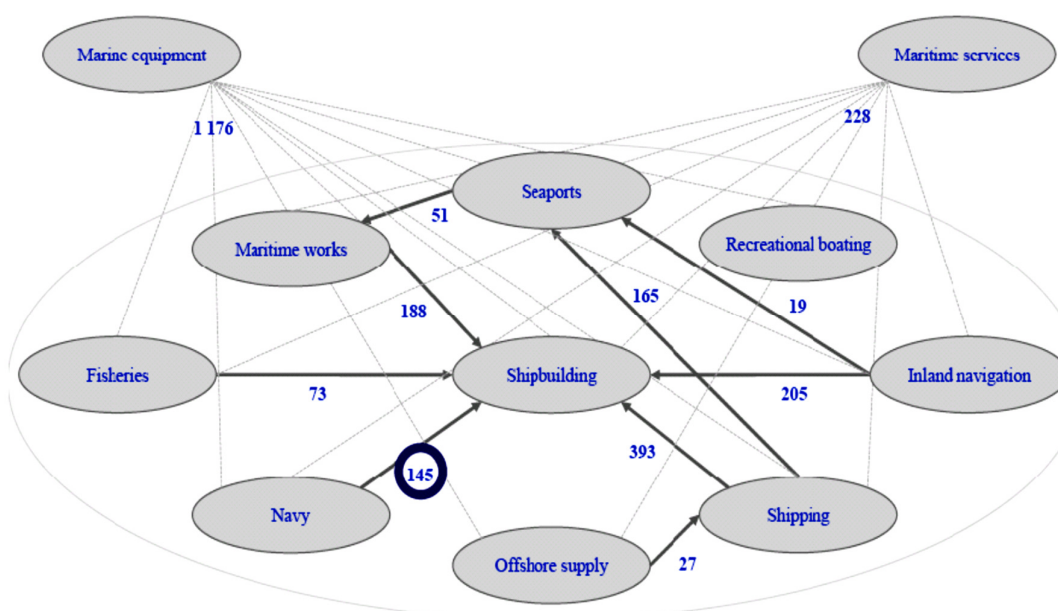 Marine equipment
Maritime services
1 176
228
Seaports
51
Maritime works
Recreational boating
188
165
19
Fisheries
Shipbuilding
Inland navigation
73
205
145
393
Navy
Shipping
Offshore supply
27